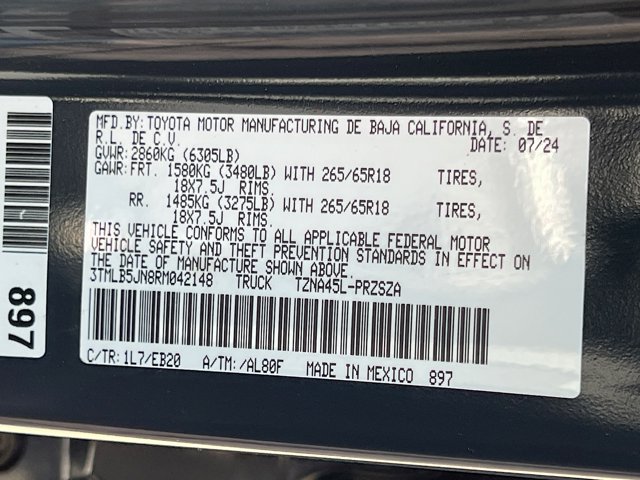 MFD.BY:TOYOTA MOTOR MANUFACTURING DE BAJA CALIFORNIA, S. DE
R.L. DE C.V. DATE: 07/24
GVWR:2860KG (6305LB)
GAWR:FRT. 1580KG (3480LB) WITH 265/65R18 TIRES,
18X7.5J RIMS.
RR. 1485KG (3275LB) WITH 265/65R18 TIRES,
18X7.5J RIMS.
THIS VEHICLE CONFORMS TO ALL APPLICABLE FEDERAL MOTOR
VEHICLE SAFETY AND THEFT PREVENTION STANDARDS IN EFFECT ON
THE DATE OF MANUFACTURE SHOWN ABOVE.
3TMLB5JN8RM042148 TRUCK TZNA45L-PRZSZA
C/TR:1L7/EB20 A/TM:/AL80F MADE IN MEXICO 897
897